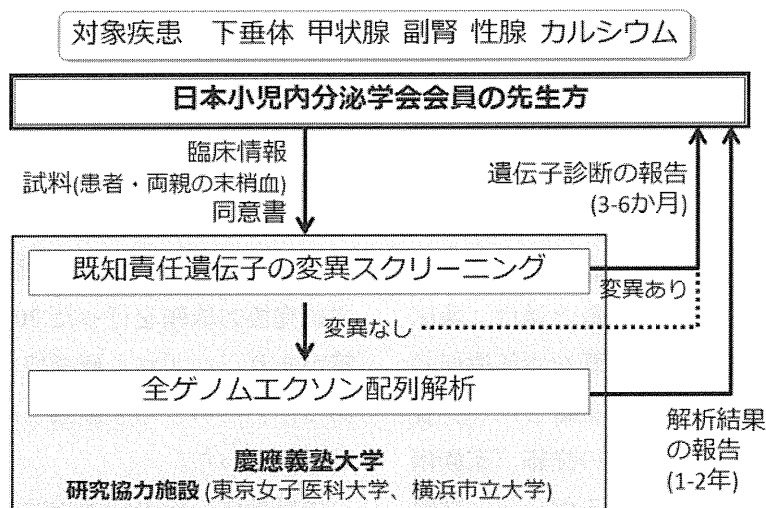 対象疾患 下垂体 甲状腺 副腎 性腺 カルシウム
日本小児内分泌学会会員の先生方
臨床情報
試料(患者・両親の末梢血)
同意書
遺伝子診断の報告
(3-6か月)
既知責任遺伝子の変異スクリーニング
変異あり
変異なし
全ゲノムエクソン配列解析
解析結果
の報告
(1-2年)
慶應義塾大学
研究協力施設 (東京女子医科大学、横浜市立大学)